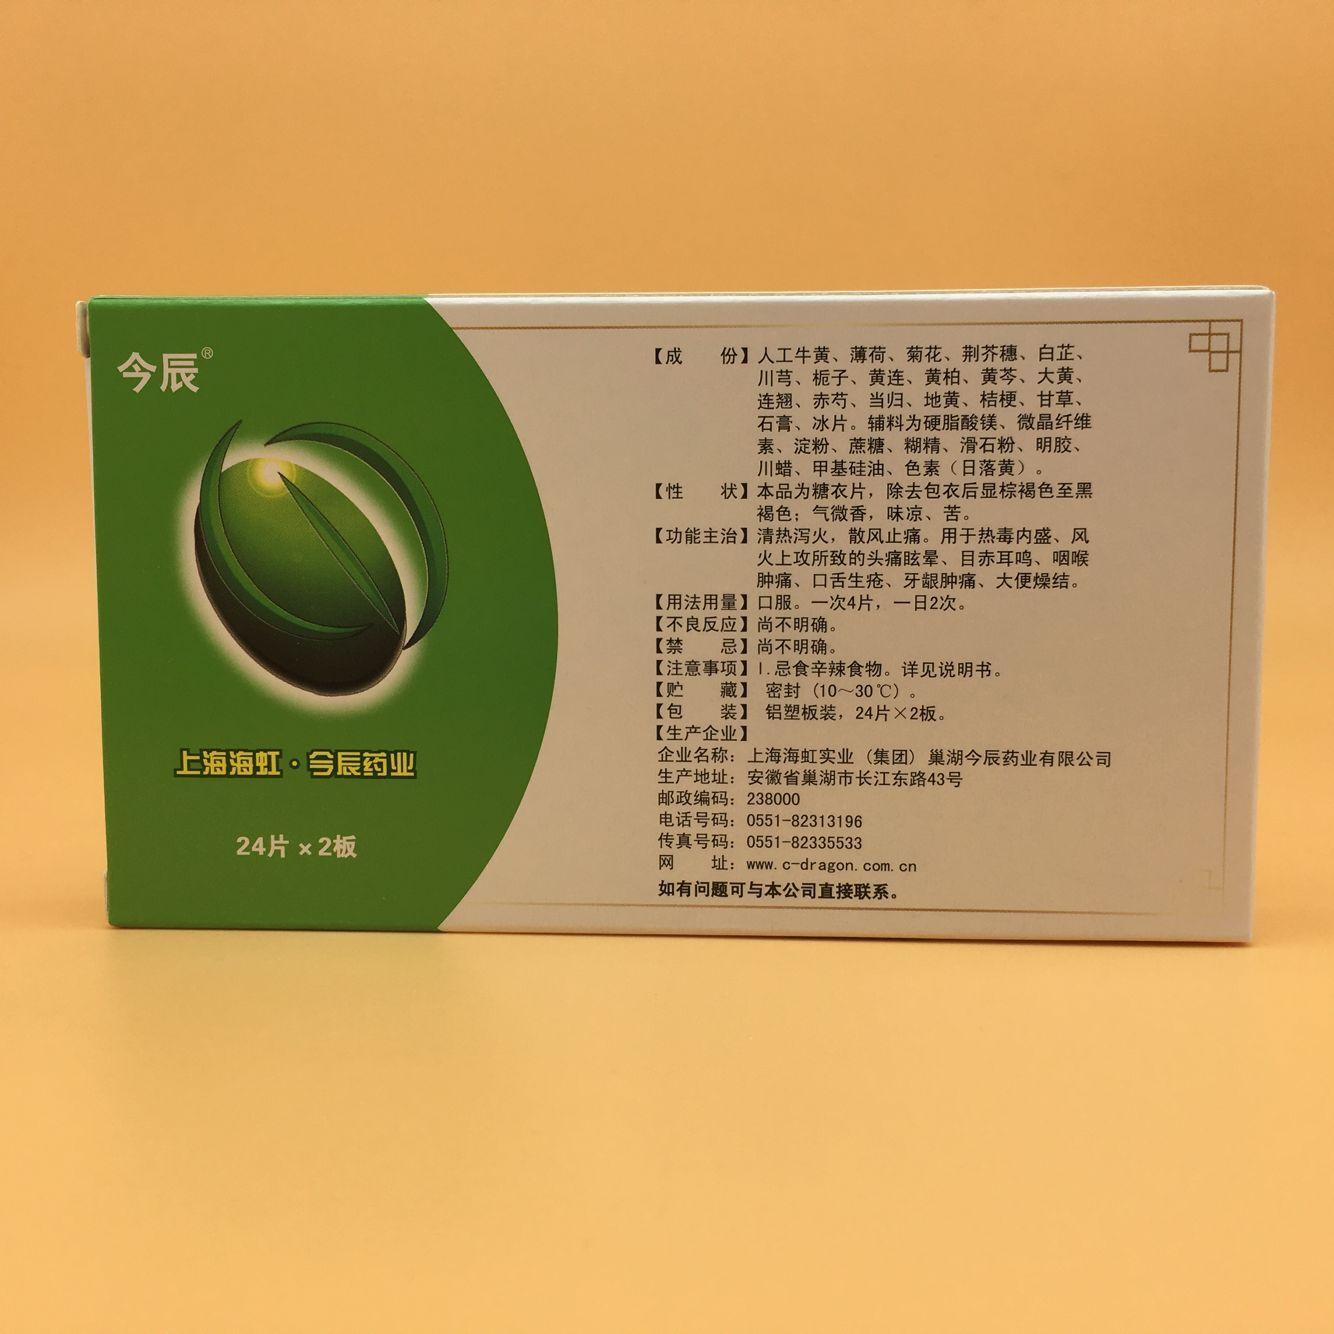 今辰®
上海海虹·今辰药业
24片×2板
【成　份】人工牛黄、薄荷、菊花、荆芥穗、白芷、
川芎、栀子、黄连、黄柏、黄芩、大黄、
连翘、赤芍、当归、地黄、桔梗、甘草、
石膏、冰片。辅料为硬脂酸镁、微晶纤维
素、淀粉、蔗糖、糊精、滑石粉、明胶、
川蜡、甲基硅油、色素（日落黄）。
【性　状】本品为糖衣片，除去包衣后显棕褐色至黑
褐色；气微香，味凉、苦。
【功能主治】清热泻火，散风止痛。用于热毒内盛、风
火上攻所致的头痛眩晕、目赤耳鸣、咽喉
肿痛、口舌生疮、牙龈肿痛、大便燥结。
【用法用量】口服。一次4片，一日2次。
【不良反应】尚不明确。
【禁　忌】尚不明确。
【注意事项】1.忌食辛辣食物。详见说明书。
【贮　藏】 密封（10～30℃）。
【包　装】 铝塑板装，24片×2板。
【生产企业】
企业名称：上海海虹实业（集团）巢湖今辰药业有限公司
生产地址：安徽省巢湖市长江东路43号
邮政编码：238000
电话号码：0551-82313196
传真号码：0551-82335533
网　址：www.c-dragon.com.cn
如有问题可与本公司直接联系。